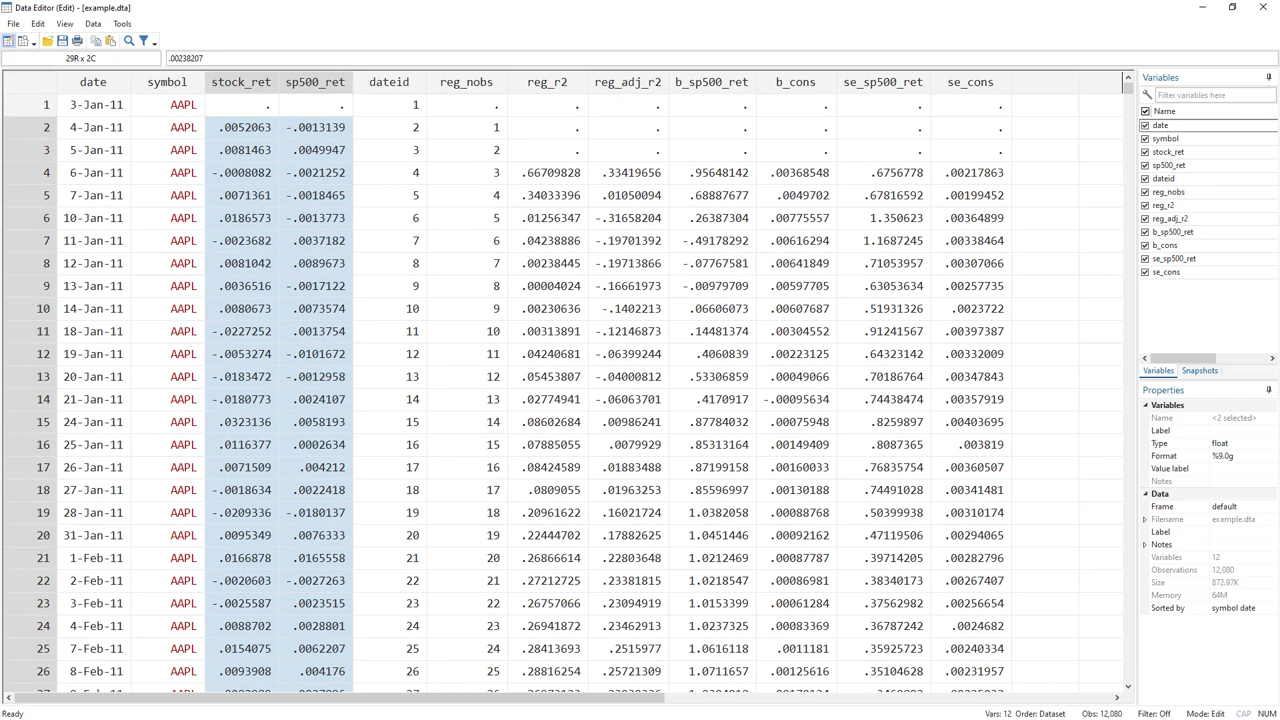 Data Editor (Edit) - [example.dta]
File Edit View Data Tools
29R x 2C .00238207
date symbol stock_ret sp500_ret dateid reg_nobs reg_r2 reg_adj_r2 b_sp500_ret b_cons se_sp500_ret se_cons
1 3-Jan-11 AAPL . . 1 . . . . . . .
2 4-Jan-11 AAPL .0052063 -.0013139 2 1 . . . . . .
3 5-Jan-11 AAPL .0081463 .0049947 3 2 . . . . . .
4 6-Jan-11 AAPL -.0008082 -.0021252 4 3 .66709828 .33419656 .95648142 .00368548 .6756778 .00217863
5 7-Jan-11 AAPL .0071361 -.0018465 5 4 .34033396 .01050094 .68887677 .0049702 .67816592 .00199452
6 10-Jan-11 AAPL .0186573 -.0013773 6 5 .01256347 -.31658204 .26387304 .00775557 1.350623 .00364899
7 11-Jan-11 AAPL -.0023682 .0037182 7 6 .04238886 -.19701392 -.49178292 .00616294 1.1687245 .00338464
8 12-Jan-11 AAPL .0081042 .0089673 8 7 .00238445 -.19713866 -.07767581 .00641849 .71053957 .00307066
9 13-Jan-11 AAPL .0036516 -.0017122 9 8 .00004024 -.16661973 -.00979709 .00597705 .63053634 .00257735
10 14-Jan-11 AAPL .0080673 .0073574 10 9 .00230636 -.1402213 .06606073 .00607687 .51931326 .0023722
11 18-Jan-11 AAPL -.0227252 .0013754 11 10 .00313891 -.12146873 .14481374 .00304552 .91241567 .00397387
12 19-Jan-11 AAPL -.0053274 -.0101672 12 11 .04240681 -.06399244 .4060839 .00223125 .64323142 .00332009
13 20-Jan-11 AAPL -.0183472 -.0012958 13 12 .05453807 -.04000812 .53306859 .00049066 .70186764 .00347843
14 21-Jan-11 AAPL -.0180773 .0024107 14 13 .02774941 -.06063701 .4170917 -.00095634 .74438474 .00357919
15 24-Jan-11 AAPL .0323136 .0058193 15 14 .08602684 .00986241 .87784032 .00075948 .8259897 .00403695
16 25-Jan-11 AAPL .0116377 .0002634 16 15 .07885055 .0079929 .85313164 .00149409 .8087365 .003819
17 26-Jan-11 AAPL .0071509 .004212 17 16 .08424589 .01883488 .87199158 .00160033 .76835754 .00360507
18 27-Jan-11 AAPL -.0018634 .0022418 18 17 .0809055 .01963253 .85596997 .00130188 .74491028 .00341481
19 28-Jan-11 AAPL -.0209336 -.0180137 19 18 .20961622 .16021724 1.0382058 .00088768 .50399938 .00310174
20 31-Jan-11 AAPL .0095349 .0076333 20 19 .22444702 .17882625 1.0451446 .00092162 .47119506 .00294065
21 1-Feb-11 AAPL .0166878 .0165558 21 20 .26866614 .22803648 1.0212469 .00087787 .39714205 .00282796
22 2-Feb-11 AAPL -.0020603 -.0027263 22 21 .27212725 .23381815 1.0218547 .00086981 .38340173 .00267407
23 3-Feb-11 AAPL -.0025587 .0023515 23 22 .26757066 .23094919 1.0153399 .00061284 .37562982 .00256654
24 4-Feb-11 AAPL .0088702 .0028801 24 23 .26941872 .23462913 1.0237325 .00083369 .36787242 .0024682
25 7-Feb-11 AAPL .0154075 .0062207 25 24 .28413693 .2515977 1.0616118 .0011181 .35925723 .00240334
26 8-Feb-11 AAPL .0093908 .004176 26 25 .28816254 .25721309 1.0711657 .00125616 .35104628 .00231957
Variables
Filter variables here
Name
date
symbol
stock_ret
sp500_ret
dateid
reg_nobs
reg_r2
reg_adj_r2
b_sp500_ret
b_cons
se_sp500_ret
se_cons
Variables Snapshots
Properties
Variables
Name <2 selected>
Label
Type float
Format %9.0g
Value label
Notes
Data
Frame default
Filename example.dta
Label
Notes
Variables 12
Observations 12,080
Size 872.97K
Memory 64M
Sorted by symbol date
Ready Vars: 12 Order: Dataset Obs: 12,080 Filter: Off Mode: Edit CAP NUM